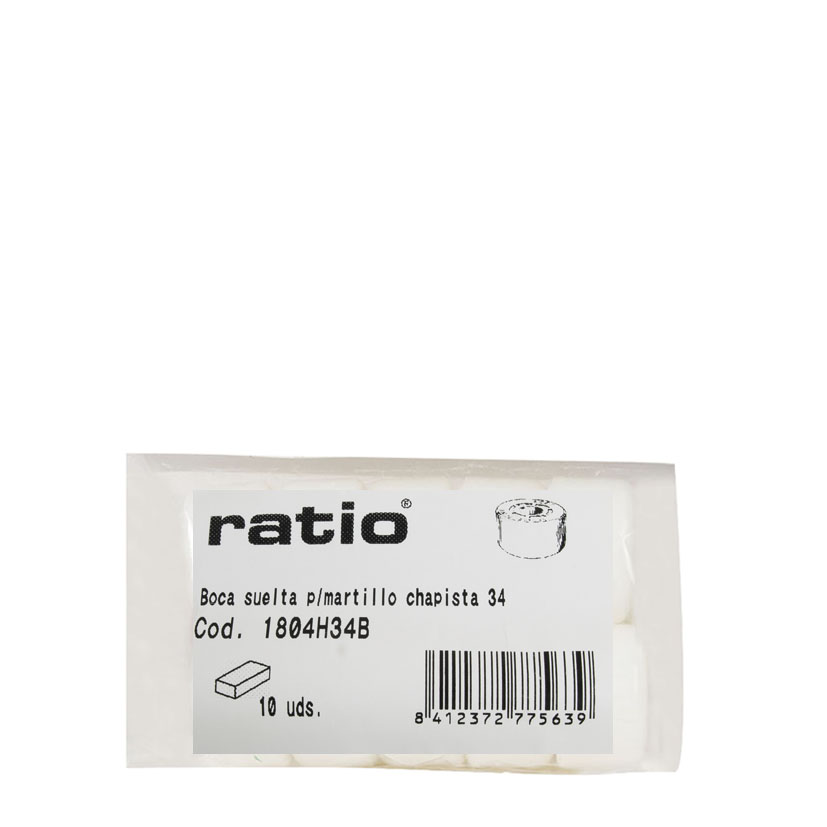 ratio®
Boca suelta p/martillo chapista 34
Cod. 1804H34B
10 uds.
8 412372 775639